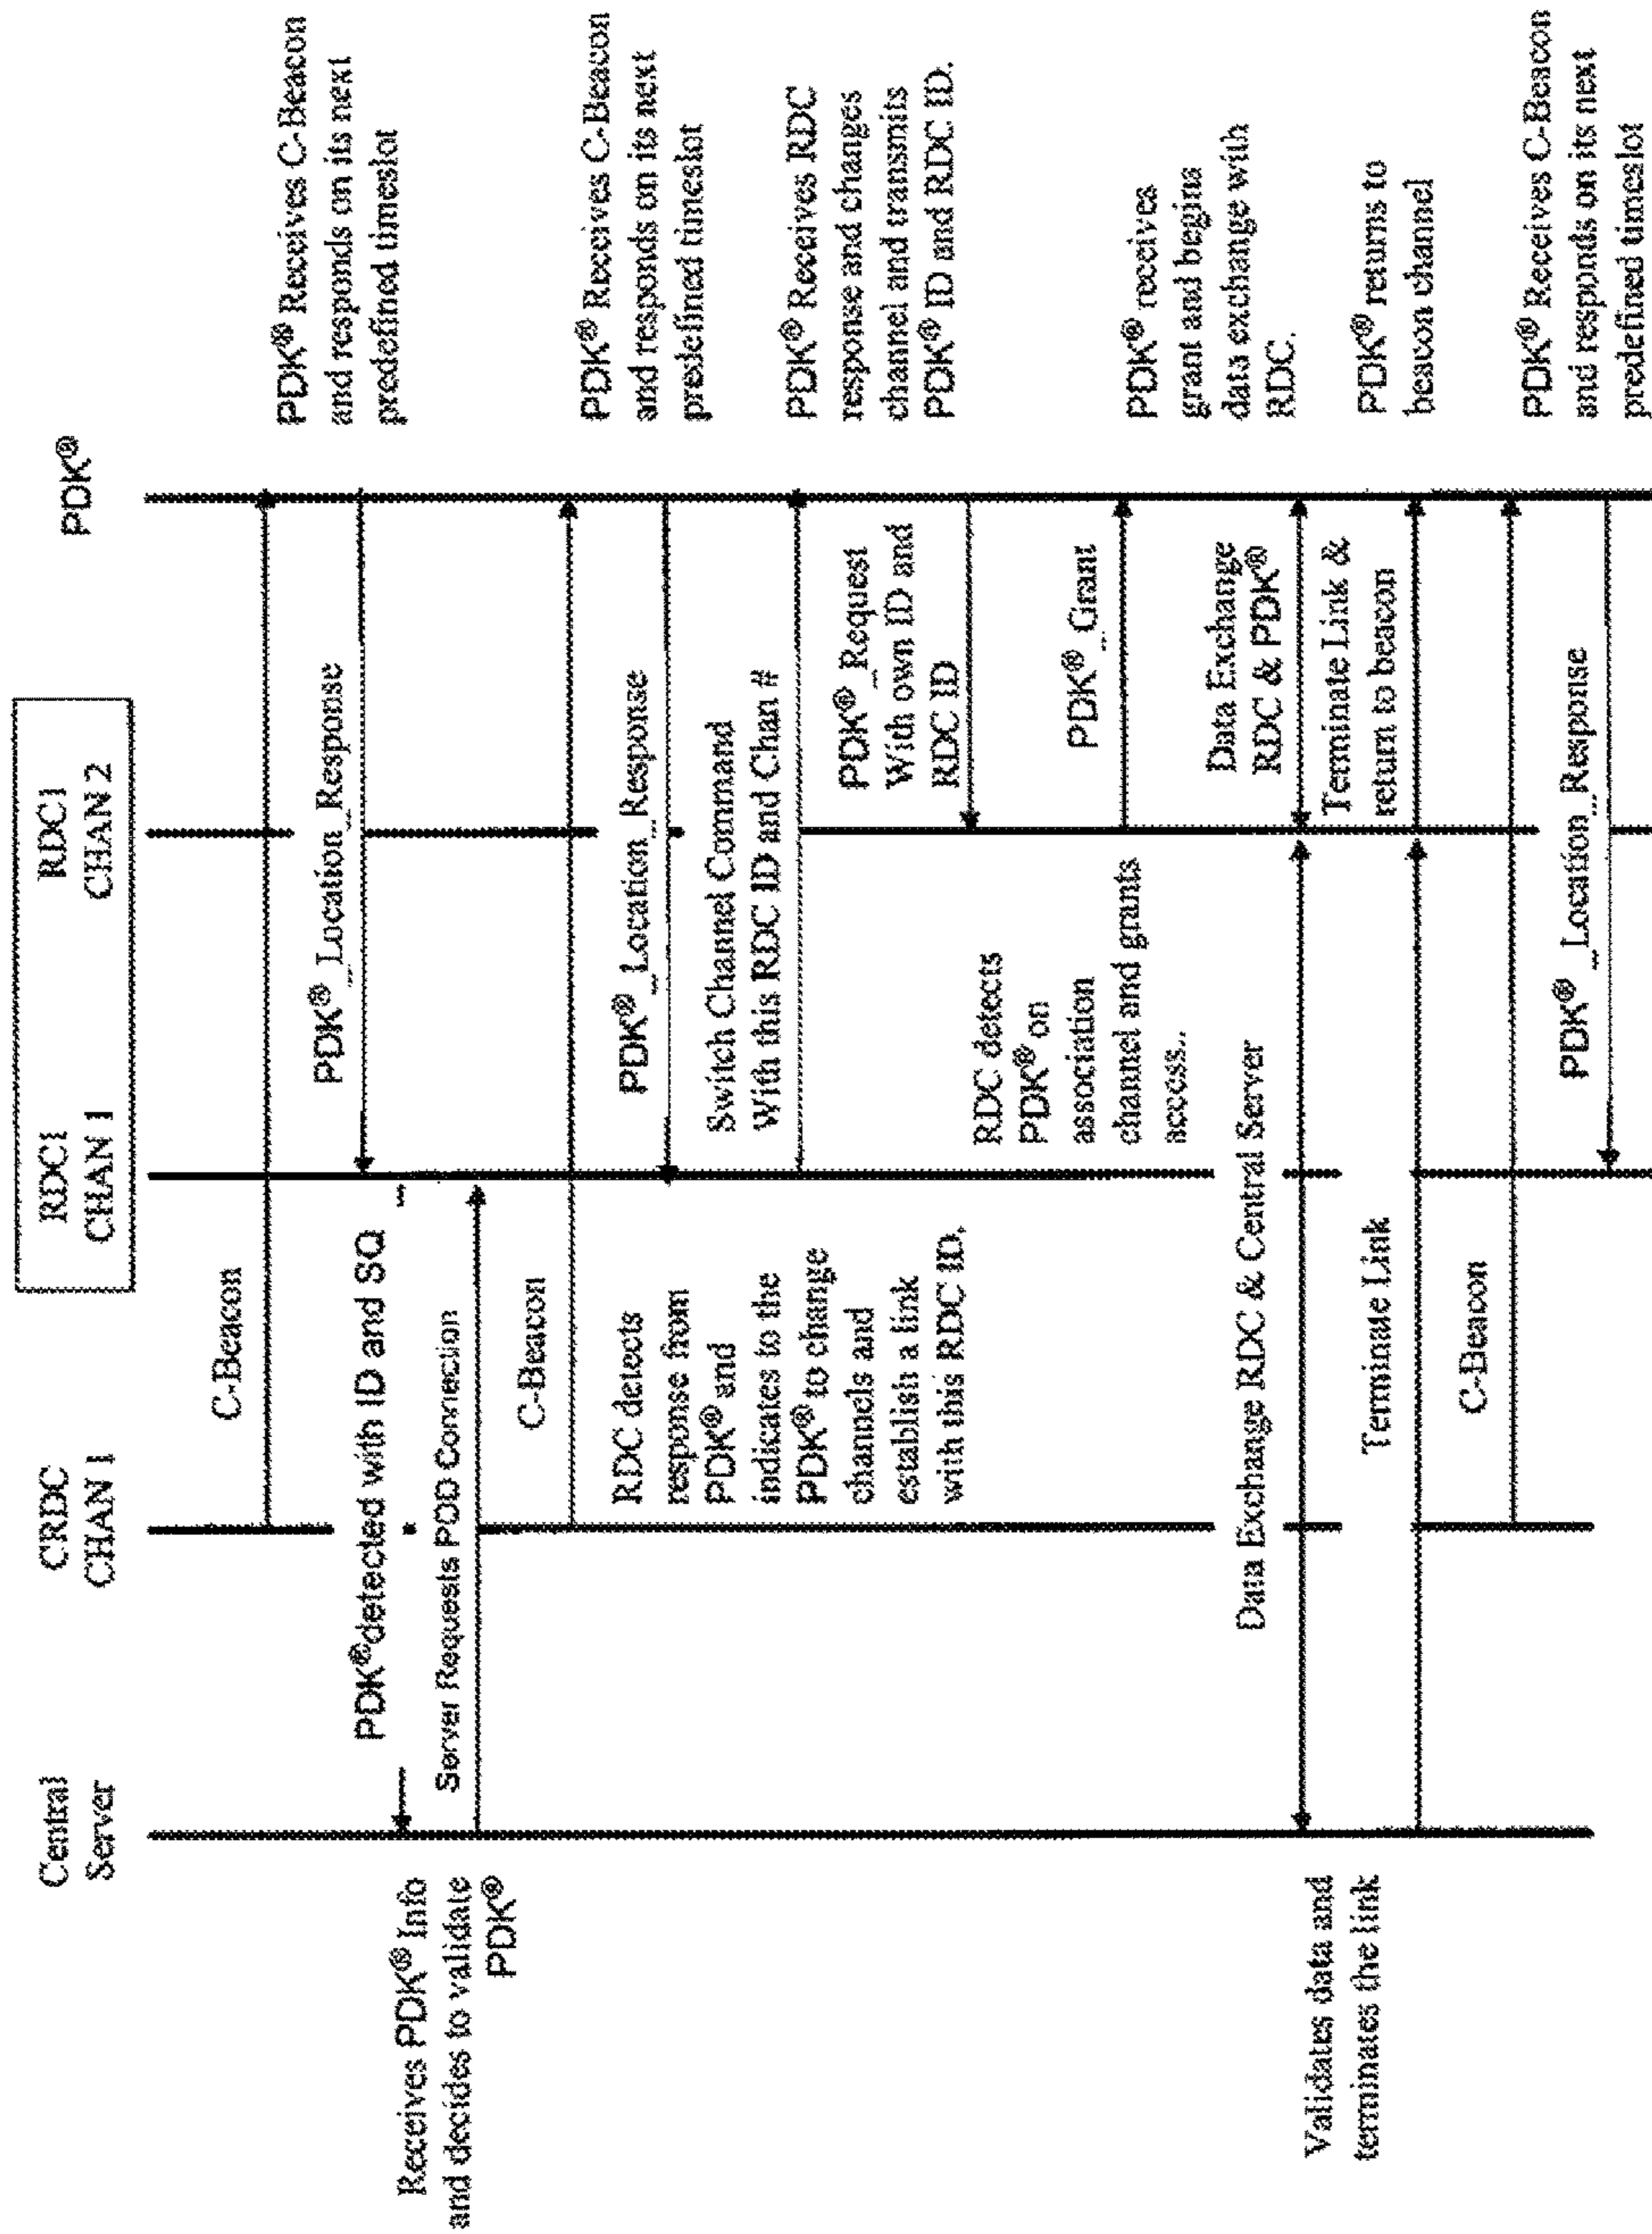 Central
Server
CRDC
CHAN 1
RDC1
CHAN 1
RDC1
CHAN 2
PDK®
C-Beacon
PDK® Receives C-Beacon
and responds on its next
predefined timeslot
PDK®_Location_Response
Receives PDK® Info
and decides to validate
PDK®
PDK®detected with ID and SQ
Server Requests POD Connection
C-Beacon
PDK® Receives C-Beacon
and responds on its next
predefined timeslot
PDK®_Location_Response
RDC detects
response from
PDK® and
indicates to the
PDK® to change
channels and
establish a link
with this RDC ID.
Switch Channel Command
With this RDC ID and Chan #
PDK® Receives RDC
response and changes
channel and transmits
PDK® ID and RDC ID.
PDK®_Request
With own ID and
RDC ID
RDC detects
PDK® on
association
channel and grants
access..
PDK®_Grant
PDK® receives
grant and begins
data exchange with
RDC.
Data Exchange RDC & Central Server
Data Exchange
RDC & PDK®
Validates data and
terminates the link
Terminate Link
Terminate Link &
return to beacon
PDK® returns to
beacon channel
C-Beacon
PDK® Receives C-Beacon
and responds on its next
predefined timeslot
PDK®_Location_Response